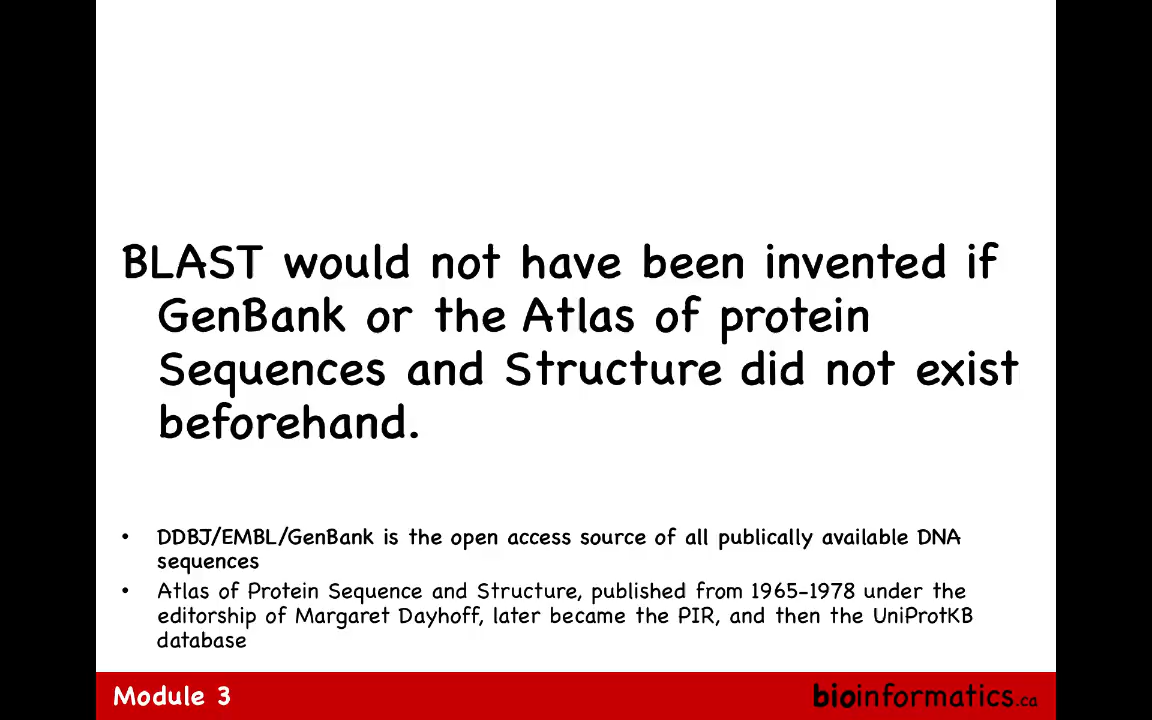 BLAST would not have been invented if
GenBank or the Atlas of protein
Sequences and Structure did not exist
beforehand.
• DDBJ/EMBL/GenBank is the open access source of all publically available DNA
sequences
• Atlas of Protein Sequence and Structure, published from 1965-1978 under the
editorship of Margaret Dayhoff, later became the PIR, and then the UniProtKB
database
Module 3
bioinformatics.ca